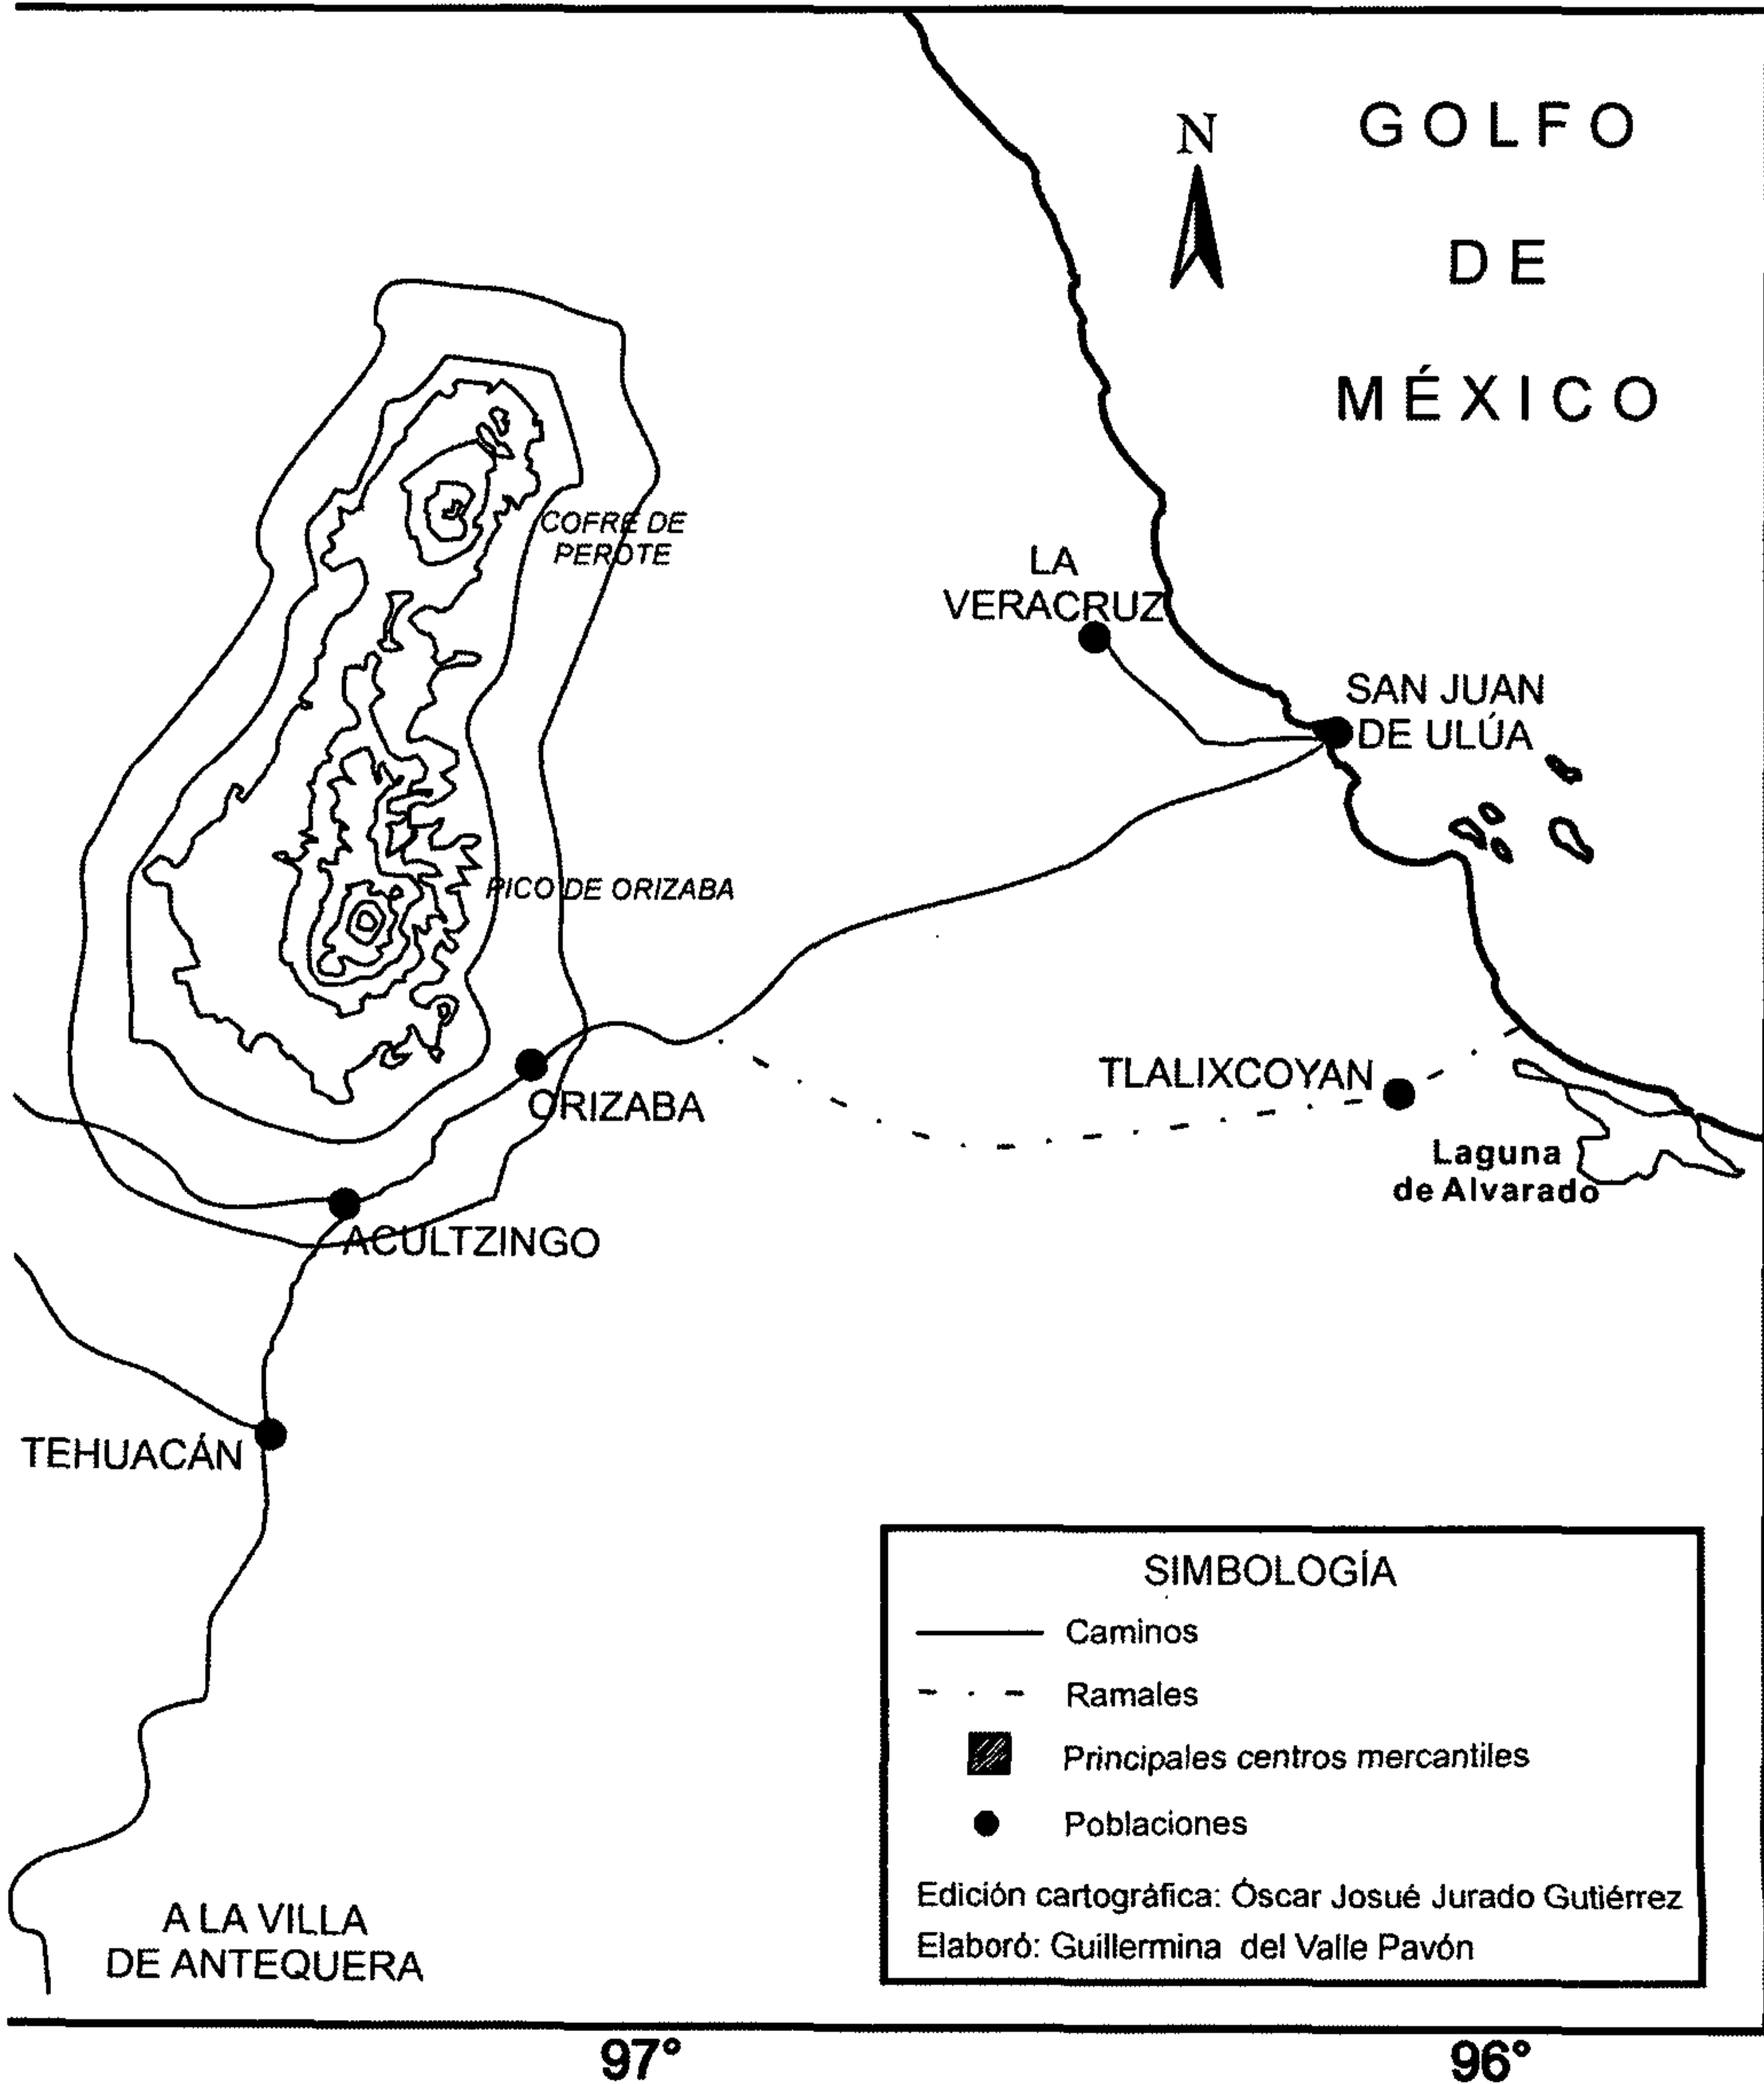 N
GOLFO
DE
MÉXICO
COFRE DE
PEROTE
LA
VERACRUZ
SAN JUAN
DE ULÚA
PICO DE ORIZABA
TLALIXCOYAN
ORIZABA
Laguna
de Alvarado
ACULTZINGO
TEHUACÁN
SIMBOLOGÍA
Caminos
Ramales
Principales centros mercantiles
Poblaciones
Edición cartográfica: Óscar Josué Jurado Gutiérrez
Elaboró: Guillermina del Valle Pavón
A LA VILLA
DE ANTEQUERA
97°
96°